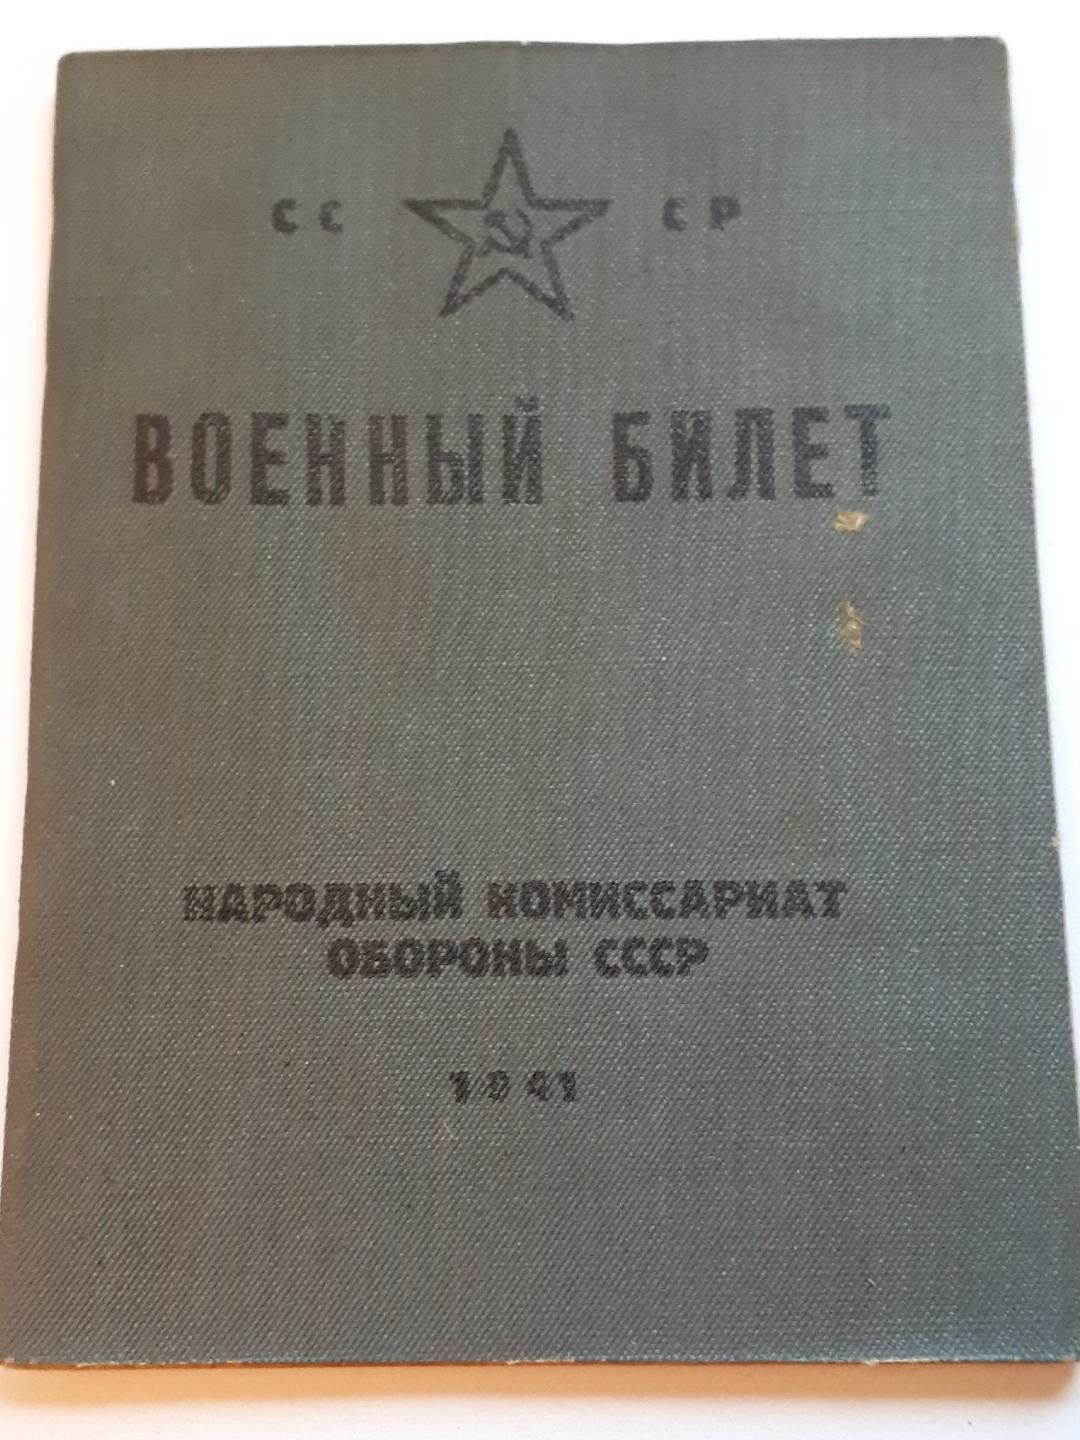 СС СР
ВОЕННЫЙ БИЛЕТ
НАРОДНЫЙ КОМИССАРИАТ
ОБОРОНЫ СССР
1941